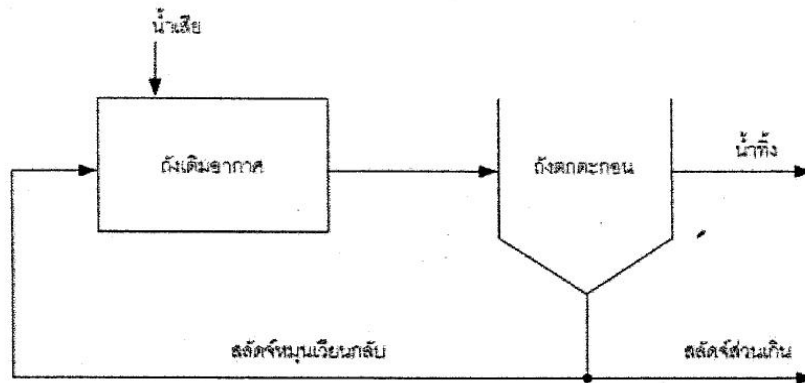 น้ำเสีย
ถังเติมอากาศ
ถังตกตะกอน
น้ำทิ้ง
สลัดจ์หมุนเวียนกลับ
สลัดจ์ส่วนเกิน